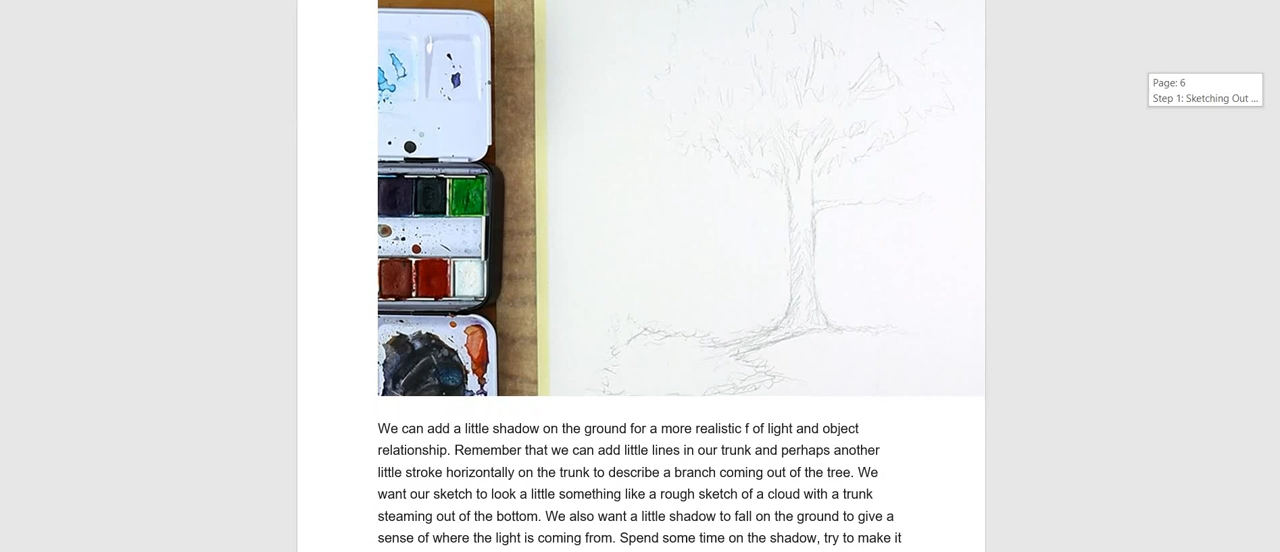 Page: 6
Step 1: Sketching Out ...
We can add a little shadow on the ground for a more realistic f of light and object
relationship. Remember that we can add little lines in our trunk and perhaps another
little stroke horizontally on the trunk to describe a branch coming out of the tree. We
want our sketch to look a little something like a rough sketch of a cloud with a trunk
steaming out of the bottom. We also want a little shadow to fall on the ground to give a
sense of where the light is coming from. Spend some time on the shadow, try to make it